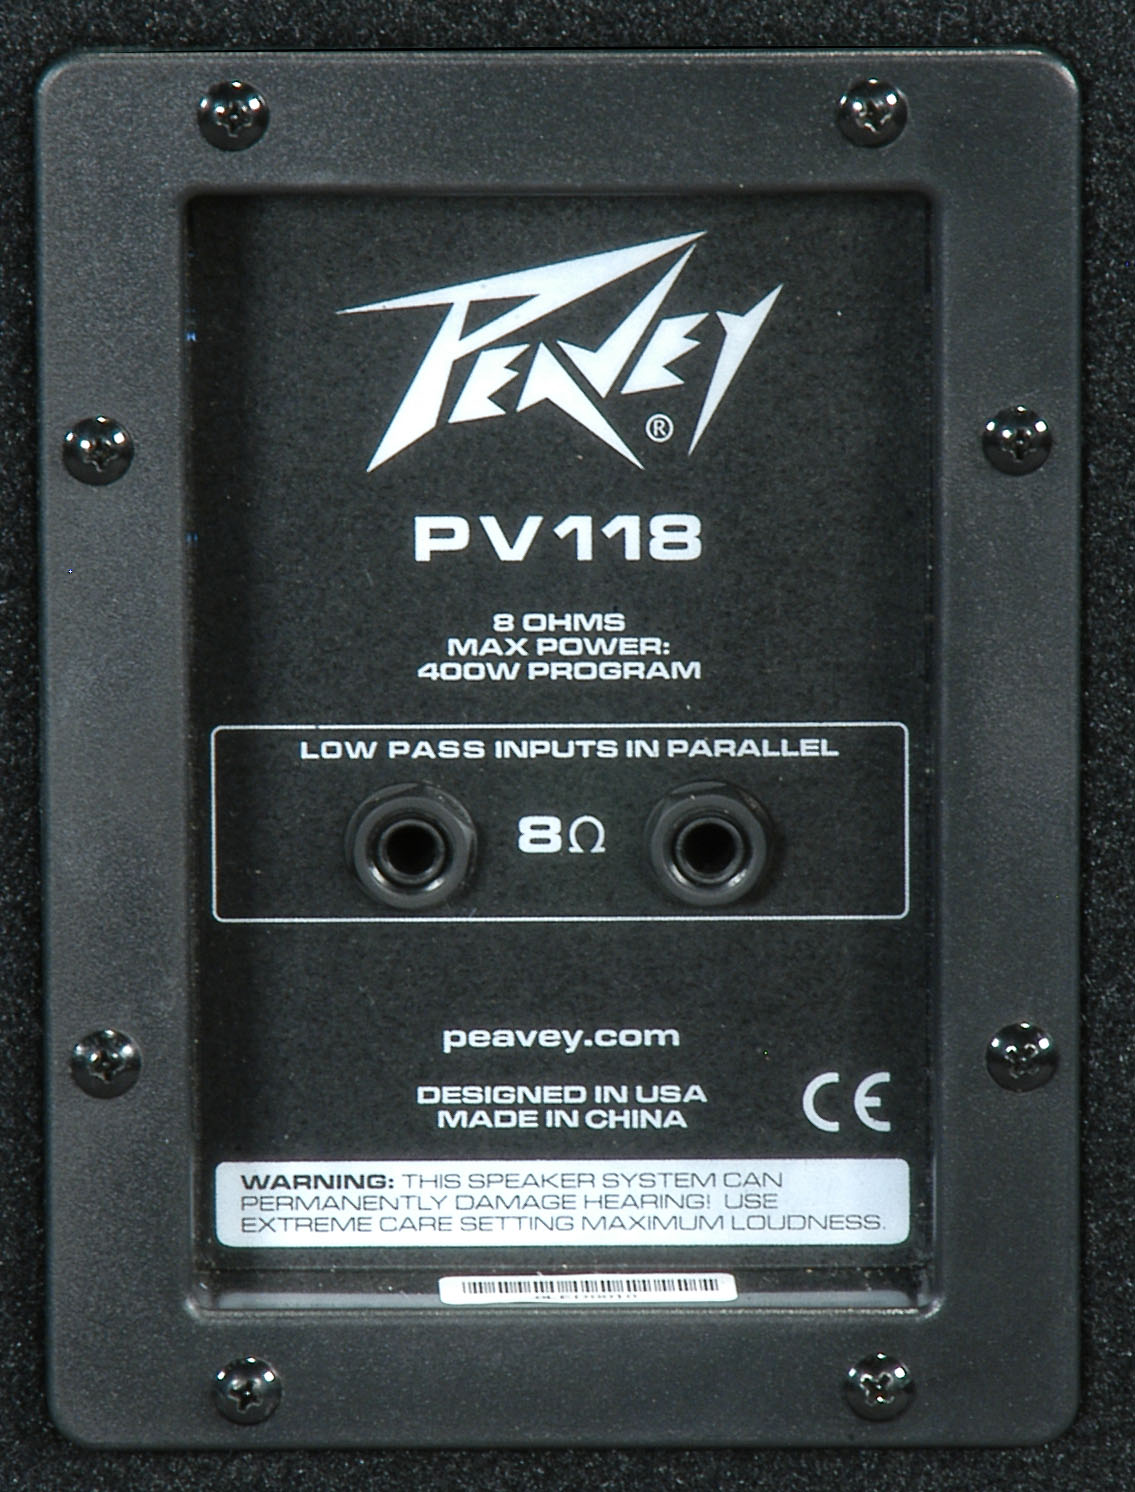 PEAVEY®
PV118
8 OHMS
MAX POWER:
400W PROGRAM
LOW PASS INPUTS IN PARALLEL
8Ω
peavey.com
DESIGNED IN USA
MADE IN CHINA
CE
WARNING: THIS SPEAKER SYSTEM CAN
PERMANENTLY DAMAGE HEARING! USE
EXTREME CARE SETTING MAXIMUM LOUDNESS.